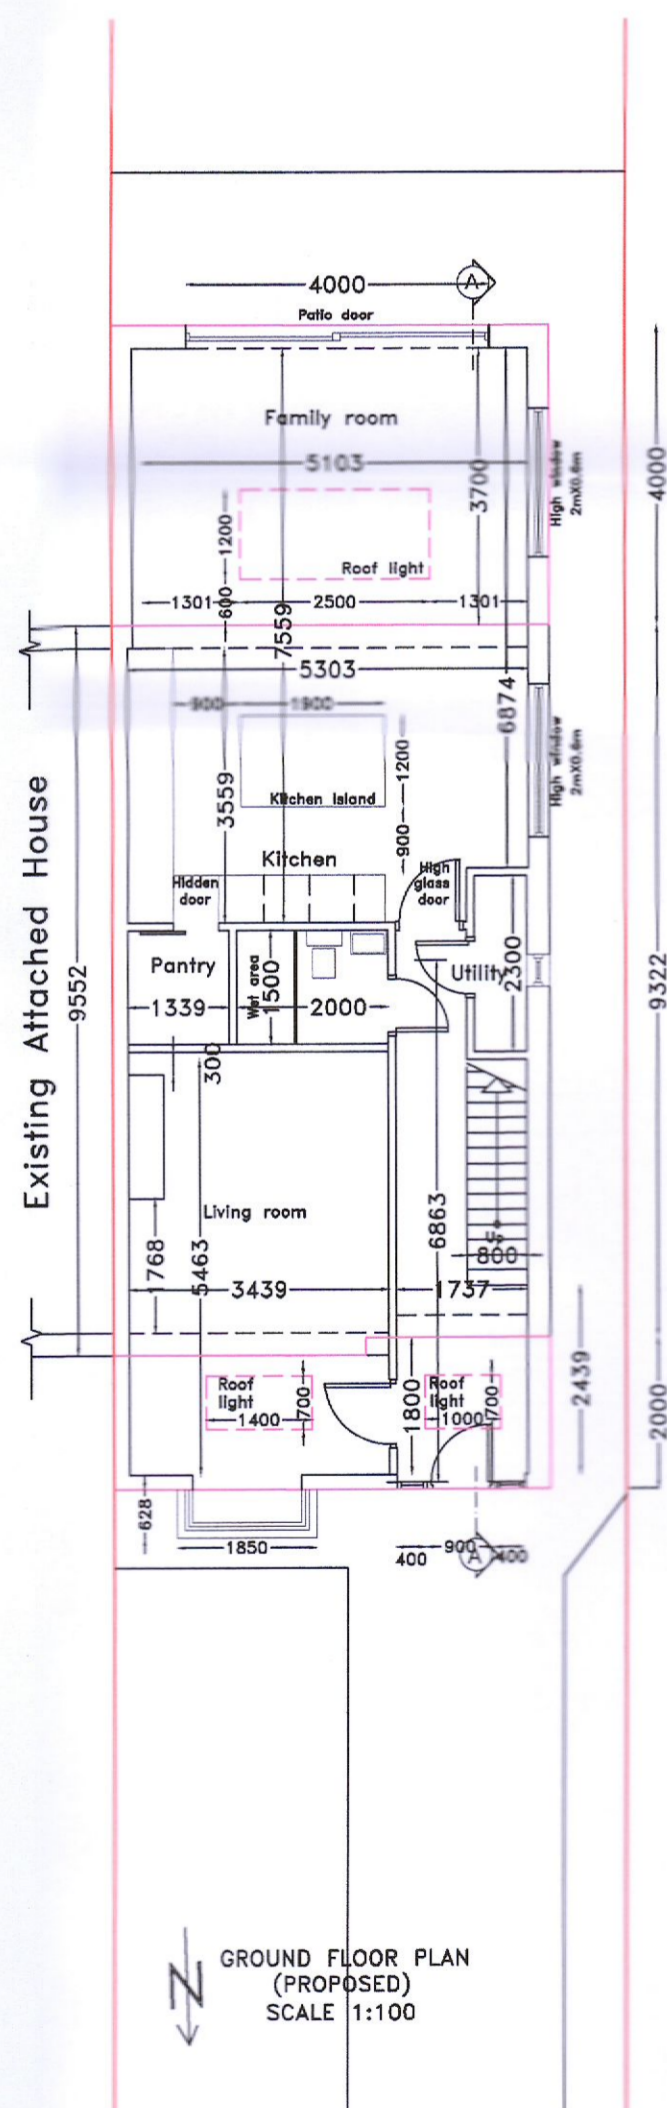 4000
A
Patio door
Family room
5103
3700
High window
2mX0.6m
4000
1200
Roof light
600
1301
2500
1301
7559
5303
6874
900
1900
High window
2mX0.6m
3559
1200
Kitchen Island
900
Kitchen
Hidden
door
High
glass
door
Existing Attached House
9552
9322
Pantry
1339
Wet area
1500
2000
Utility
2300
300
Living room
1768
5463
6863
Up
800
3439
1737
2439
2000
Roof
light
1400
700
1800
Roof
light
1000
700
628
1850
400
900
A
400
N
GROUND FLOOR PLAN
(PROPOSED)
SCALE 1:100